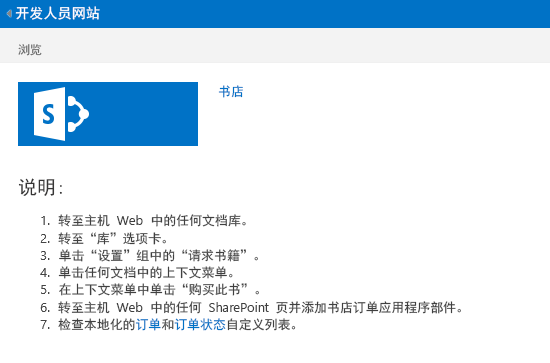 开发人员网站
浏览
S
书店
说明：
1. 转至主机 Web 中的任何文档库。
2. 转至“库”选项卡。
3. 单击“设置”组中的“请求书籍”。
4. 单击任何文档中的上下文菜单。
5. 在上下文菜单中单击“购买此书”。
6. 转至主机 Web 中的任何 SharePoint 页并添加书店订单应用程序部件。
7. 检查本地化的订单和订单状态自定义列表。